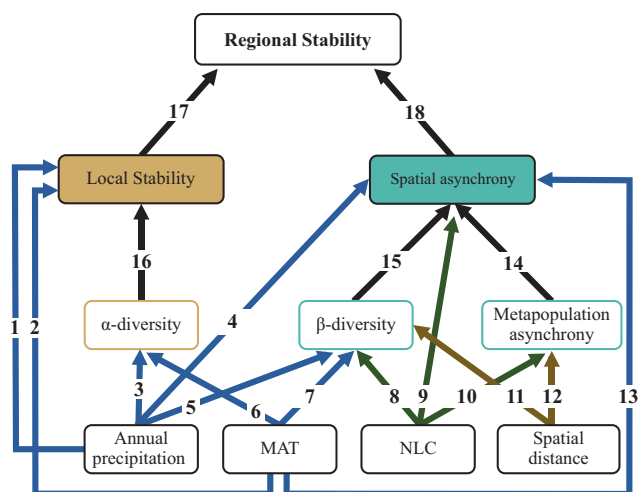 Regional Stability
17
18
Local Stability
Spatial asynchrony
16
15
14
1
2
4
13
α-diversity
β-diversity
Metapopulation
asynchrony
3
5
6
7
8
9
10
11
12
Annual
precipitation
MAT
NLC
Spatial
distance